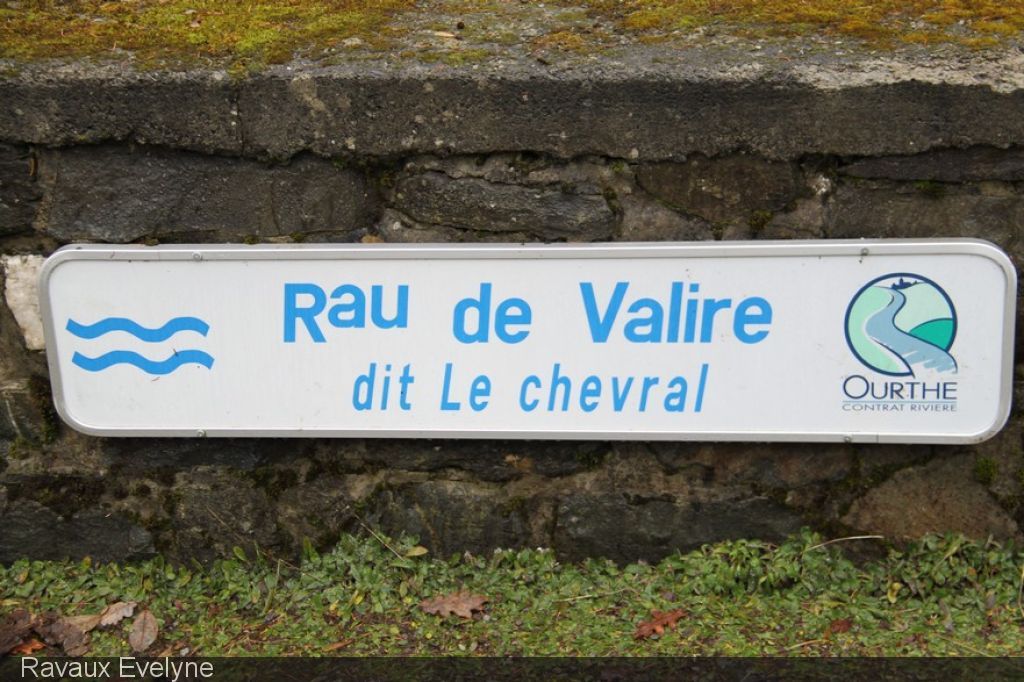 Rau de Valire
dit Le chevral
OURTHE
CONTRAT RIVIERE
Ravaux Evelyne